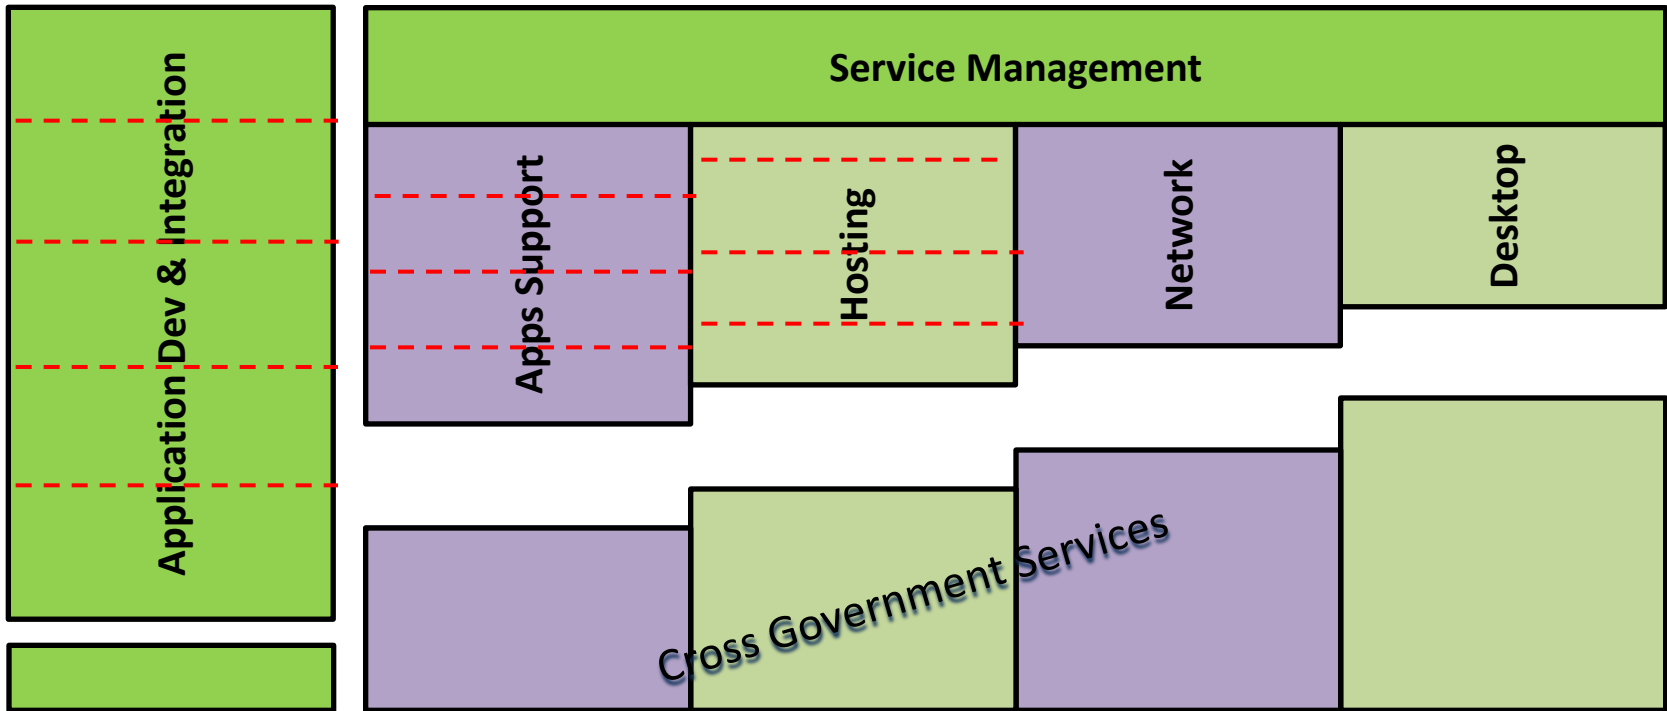 Application Dev & Integration
Service Management
Apps Support
Hosting
Network
Desktop
Cross Government Services